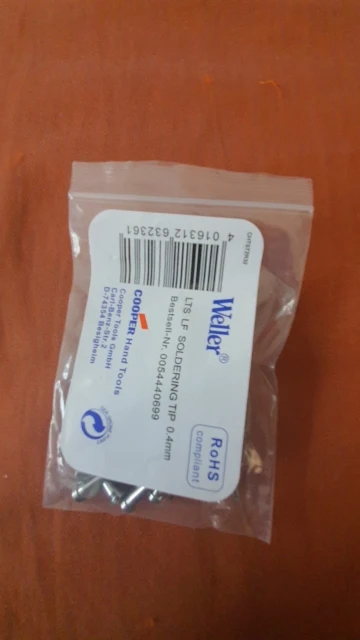 Weller®
LTS LF SOLDERING TIP 0.4mm
Bestsell-Nr. 0054440699
RoHS
compliant
4 016312 632361
COOPER Hand Tools
Cooper Tools GmbH
Carl-Benz-Str.2
D-74354 Besigheim